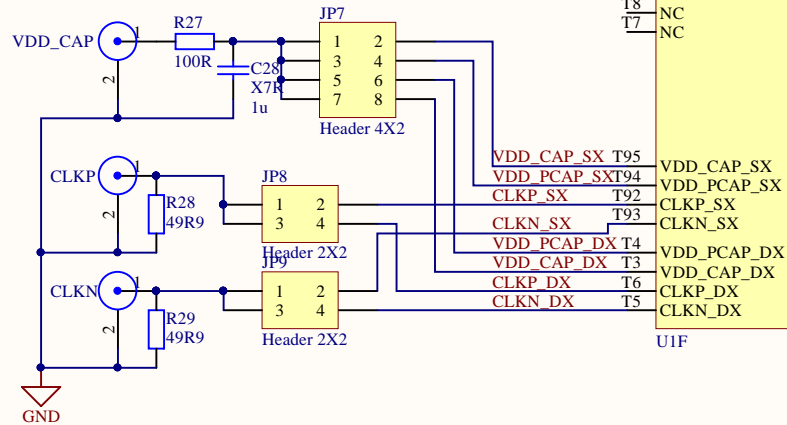 T8
NC
T7
NC
R27
JP7
VDD_CAP
1
100R
C28
X7R
1u
2
1 2
3 4
5 6
7 8
Header 4X2
VDD_CAP_SX T95
VDD_CAP_SX
VDD_PCAP_SX T94
VDD_PCAP_SX
CLKP_SX T92
CLKP_SX
CLKN_SX T93
CLKN_SX
VDD_PCAP_DX T4
VDD_PCAP_DX
VDD_CAP_DX T3
VDD_CAP_DX
CLKP_DX T6
CLKP_DX
CLKN_DX T5
CLKN_DX
U1F
CLKP
1
2
R28
49R9
JP8
1 2
3 4
Header 2X2
JP9
CLKN
1
2
R29
49R9
1 2
3 4
Header 2X2
GND